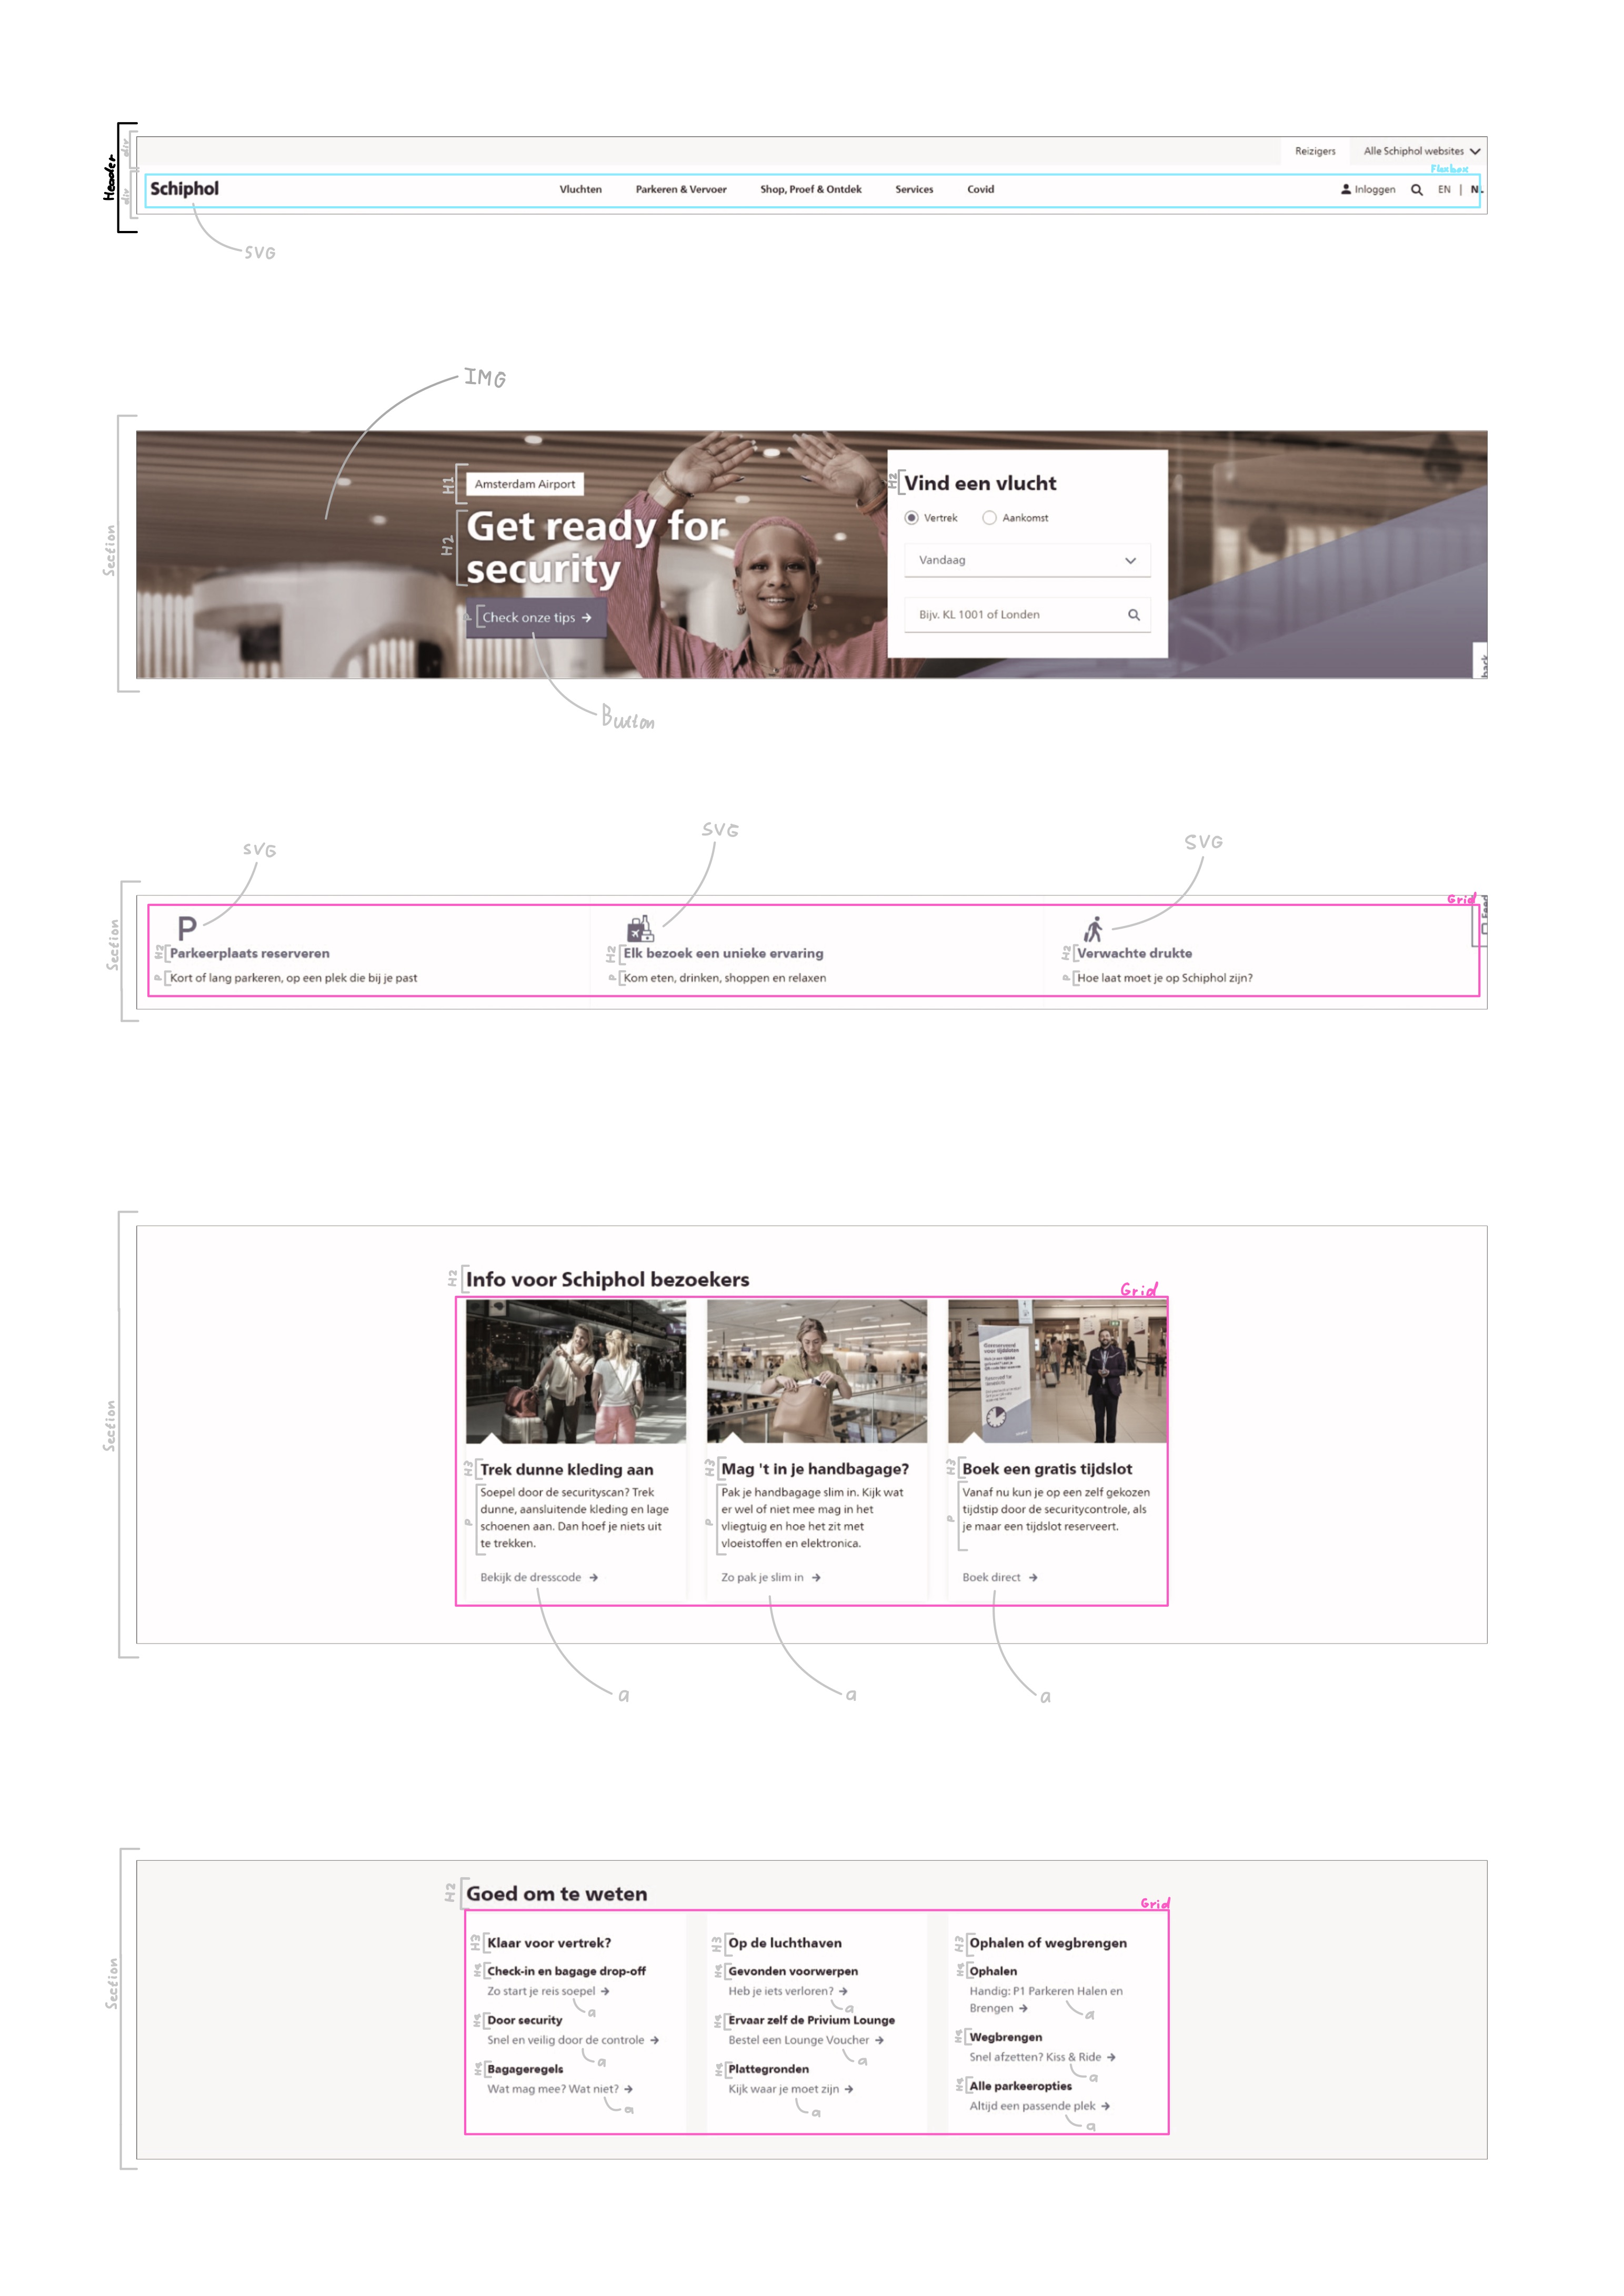 Header
div
div
Reizigers
Alle Schiphol websites
Flexbox
Schiphol
Vluchten
Parkeren & Vervoer
Shop, Proef & Ontdek
Services
Covid
Inloggen
EN | NL
SVG
IMG
Section
H1
Amsterdam Airport
H2
Get ready for
security
P
Check onze tips
Button
H2
Vind een vlucht
Vertrek
Aankomst
Vandaag
Bijv. KL 1001 of Londen
back
SVG
SVG
SVG
Section
Grid
Feed
P
H2
Parkeerplaats reserveren
P
Kort of lang parkeren, op een plek die bij je past
H2
Elk bezoek een unieke ervaring
P
Kom eten, drinken, shoppen en relaxen
H2
Verwachte drukte
P
Hoe laat moet je op Schiphol zijn?
Section
H2
Info voor Schiphol bezoekers
Grid
H3
Trek dunne kleding aan
P
Soepel door de securityscan? Trek
dunne, aansluitende kleding en lage
schoenen aan. Dan hoef je niets uit
te trekken.
Bekijk de dresscode
a
H3
Mag 't in je handbagage?
P
Pak je handbagage slim in. Kijk wat
er wel of niet mee mag in het
vliegtuig en hoe het zit met
vloeistoffen en elektronica.
Zo pak je slim in
a
H3
Boek een gratis tijdslot
P
Vanaf nu kun je op een zelf gekozen
tijdstip door de securitycontrole, als
je maar een tijdslot reserveert.
Boek direct
a
Section
H2
Goed om te weten
Grid
H3
Klaar voor vertrek?
H4
Check-in en bagage drop-off
Zo start je reis soepel
a
H4
Door security
Snel en veilig door de controle
a
H4
Bagageregels
Wat mag mee? Wat niet?
a
H3
Op de luchthaven
H4
Gevonden voorwerpen
Heb je iets verloren?
a
H4
Ervaar zelf de Privium Lounge
Bestel een Lounge Voucher
a
H4
Plattegronden
Kijk waar je moet zijn
a
H3
Ophalen of wegbrengen
H4
Ophalen
Handig: P1 Parkeren Halen en
Brengen
a
H4
Wegbrengen
Snel afzetten? Kiss & Ride
a
H4
Alle parkeeropties
Altijd een passende plek
a